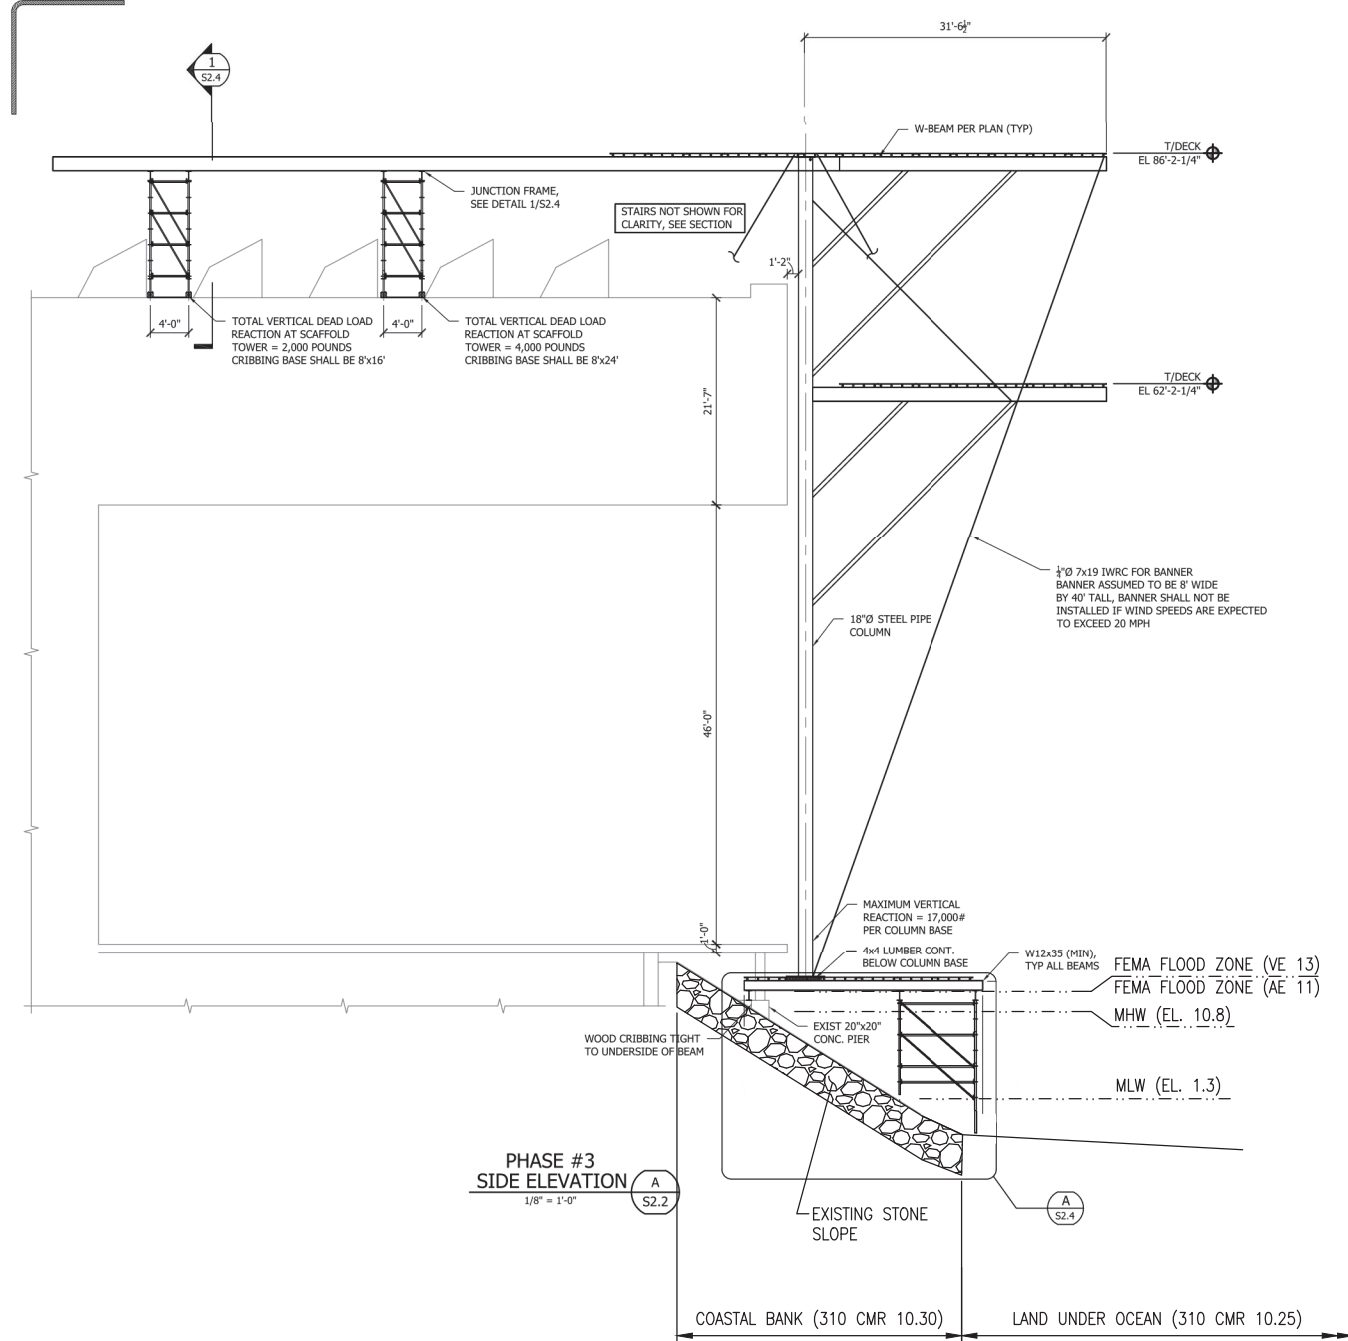 31'-6½"
1
S2.4
W-BEAM PER PLAN (TYP)
T/DECK
EL 86'-2-1/4"
JUNCTION FRAME,
SEE DETAIL 1/S2.4
STAIRS NOT SHOWN FOR
CLARITY, SEE SECTION
1'-2"
4'-0"
TOTAL VERTICAL DEAD LOAD
REACTION AT SCAFFOLD
TOWER = 2,000 POUNDS
CRIBBING BASE SHALL BE 8'x16'
4'-0"
TOTAL VERTICAL DEAD LOAD
REACTION AT SCAFFOLD
TOWER = 4,000 POUNDS
CRIBBING BASE SHALL BE 8'x24'
T/DECK
EL 62'-2-1/4"
21'-7"
"Ø 7x19 IWRC FOR BANNER
BANNER ASSUMED TO BE 8' WIDE
BY 40' TALL, BANNER SHALL NOT BE
INSTALLED IF WIND SPEEDS ARE EXPECTED
TO EXCEED 20 MPH
18"Ø STEEL PIPE
COLUMN
46'-0"
MAXIMUM VERTICAL
REACTION = 17,000#
PER COLUMN BASE
1'-0"
4x4 LUMBER CONT.
BELOW COLUMN BASE
W12x35 (MIN),
TYP ALL BEAMS
FEMA FLOOD ZONE (VE 13)
FEMA FLOOD ZONE (AE 11)
MHW (EL. 10.8)
EXIST 20"x20"
CONC. PIER
WOOD CRIBBING TIGHT
TO UNDERSIDE OF BEAM
MLW (EL. 1.3)
PHASE #3
SIDE ELEVATION
1/8" = 1'-0"
A
S2.2
EXISTING STONE
SLOPE
A
S2.4
COASTAL BANK (310 CMR 10.30)
LAND UNDER OCEAN (310 CMR 10.25)